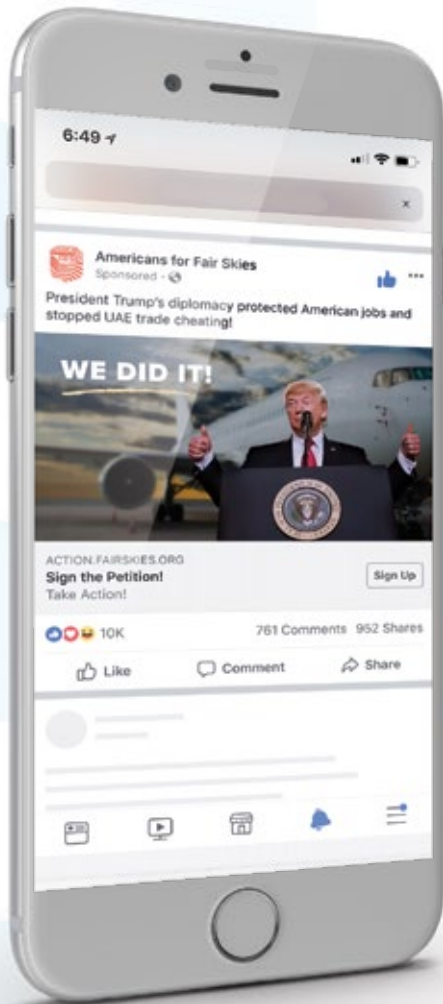 6:49
×
Americans for Fair Skies
Sponsored ·
President Trump's diplomacy protected American jobs and
stopped UAE trade cheating!
WE DID IT!
ACTION.FAIRSKIES.ORG
Sign the Petition!
Take Action!
Sign Up
10K
761 Comments 952 Shares
Like
Comment
Share